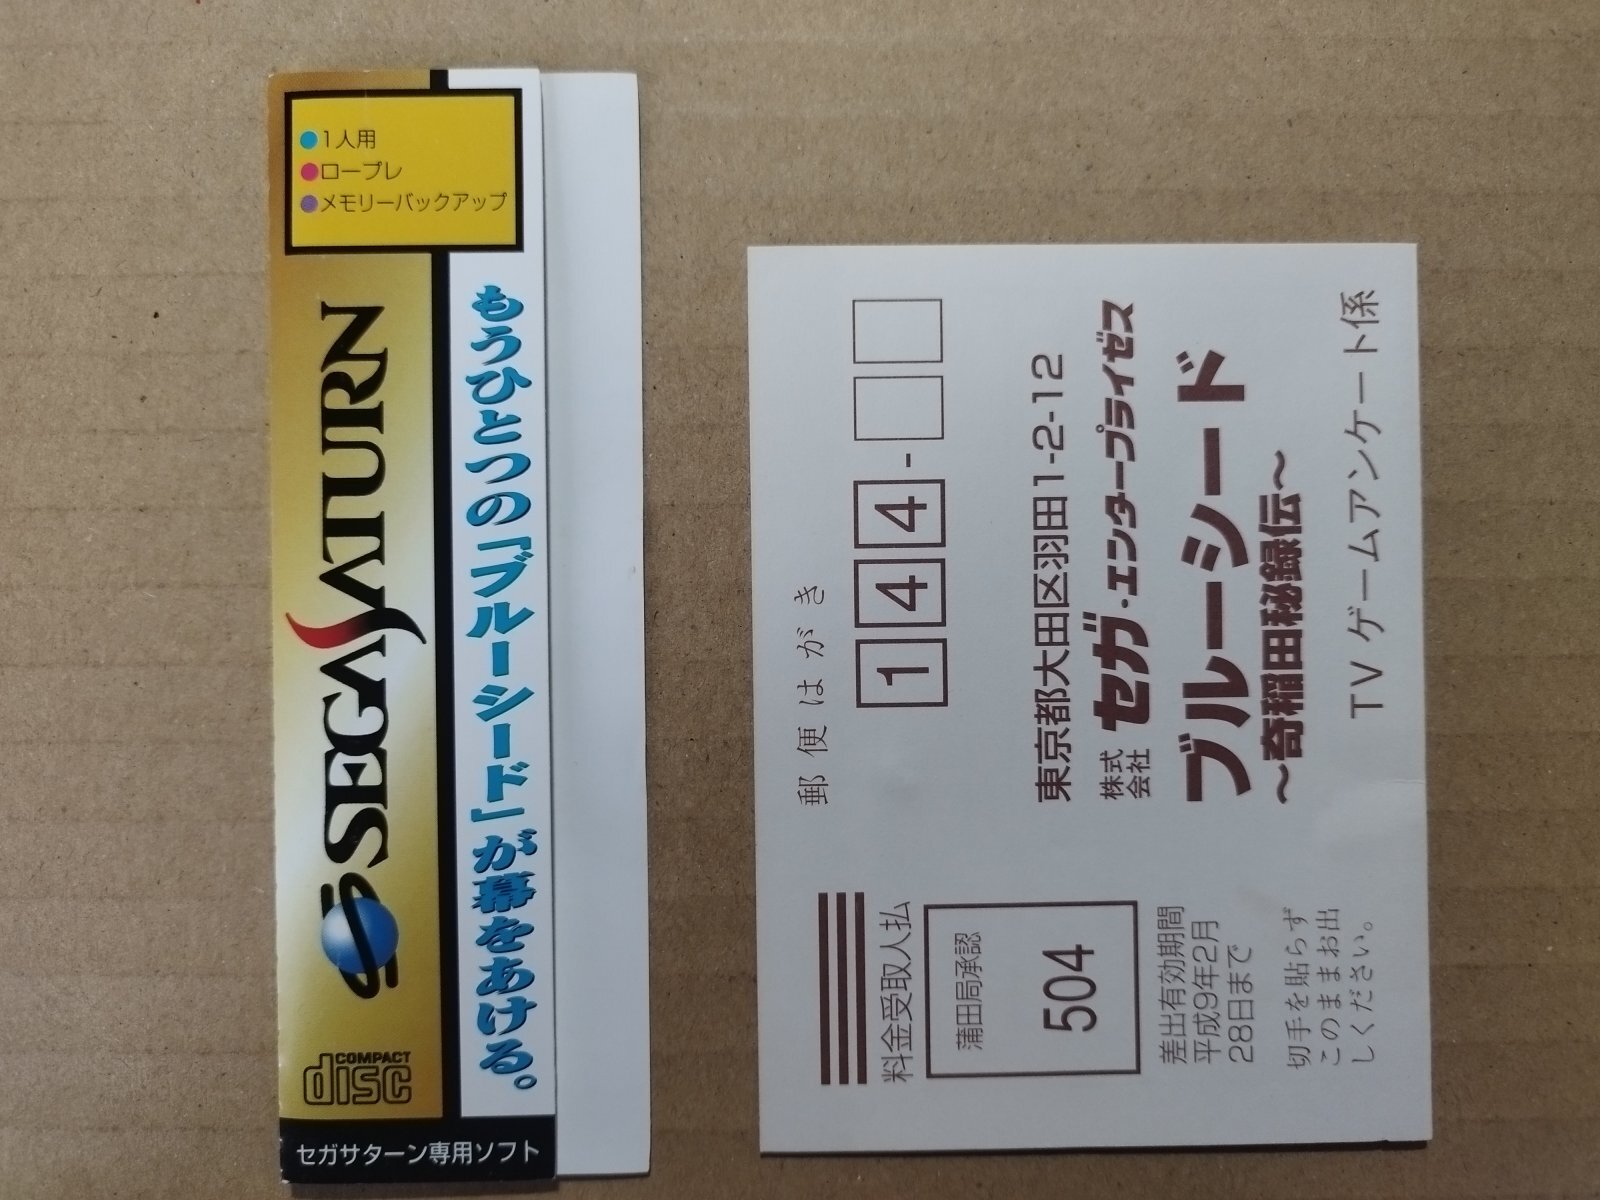 ●1人用
●ロープレ
●メモリーバックアップ
SEGA SATURN
もうひとつの「ブルーシード」が幕をあける。
COMPACT
disc
セガサターン専用ソフト
郵便はがき
144-
東京都大田区羽田1-2-12
株式会社 セガ・エンタープライゼス
ブルーシード
~奇稲田秘録伝~
TVゲームアンケート係
料金受取人払
蒲田局承認
504
差出有効期間
平成9年2月
28日まで
切手を貼らず
このままお出
しください。